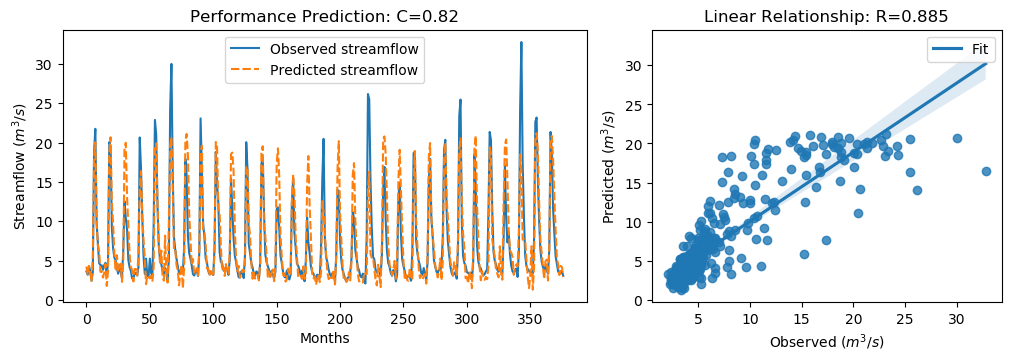 Performance Prediction: C=0.82
Observed streamflow
Predicted streamflow
Streamflow (m³/s)
30
25
20
15
10
5
0
0 50 100 150 200 250 300 350
Months
Linear Relationship: R=0.885
Fit
Predicted (m³/s)
30
25
20
15
10
5
0
5 10 15 20 25 30
Observed (m³/s)